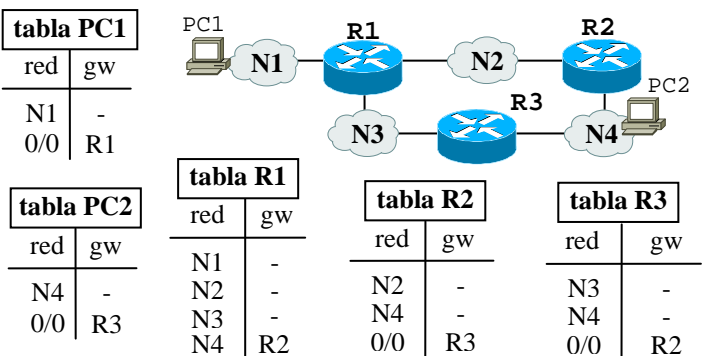 tabla PC1
red gw
N1 -
0/0 R1
PC1
N1
R1
N2
R2
PC2
N3
R3
N4
tabla PC2
red gw
N4 -
0/0 R3
tabla R1
red gw
N1 -
N2 -
N3 -
N4 R2
tabla R2
red gw
N2 -
N4 -
0/0 R3
tabla R3
red gw
N3 -
N4 -
0/0 R2